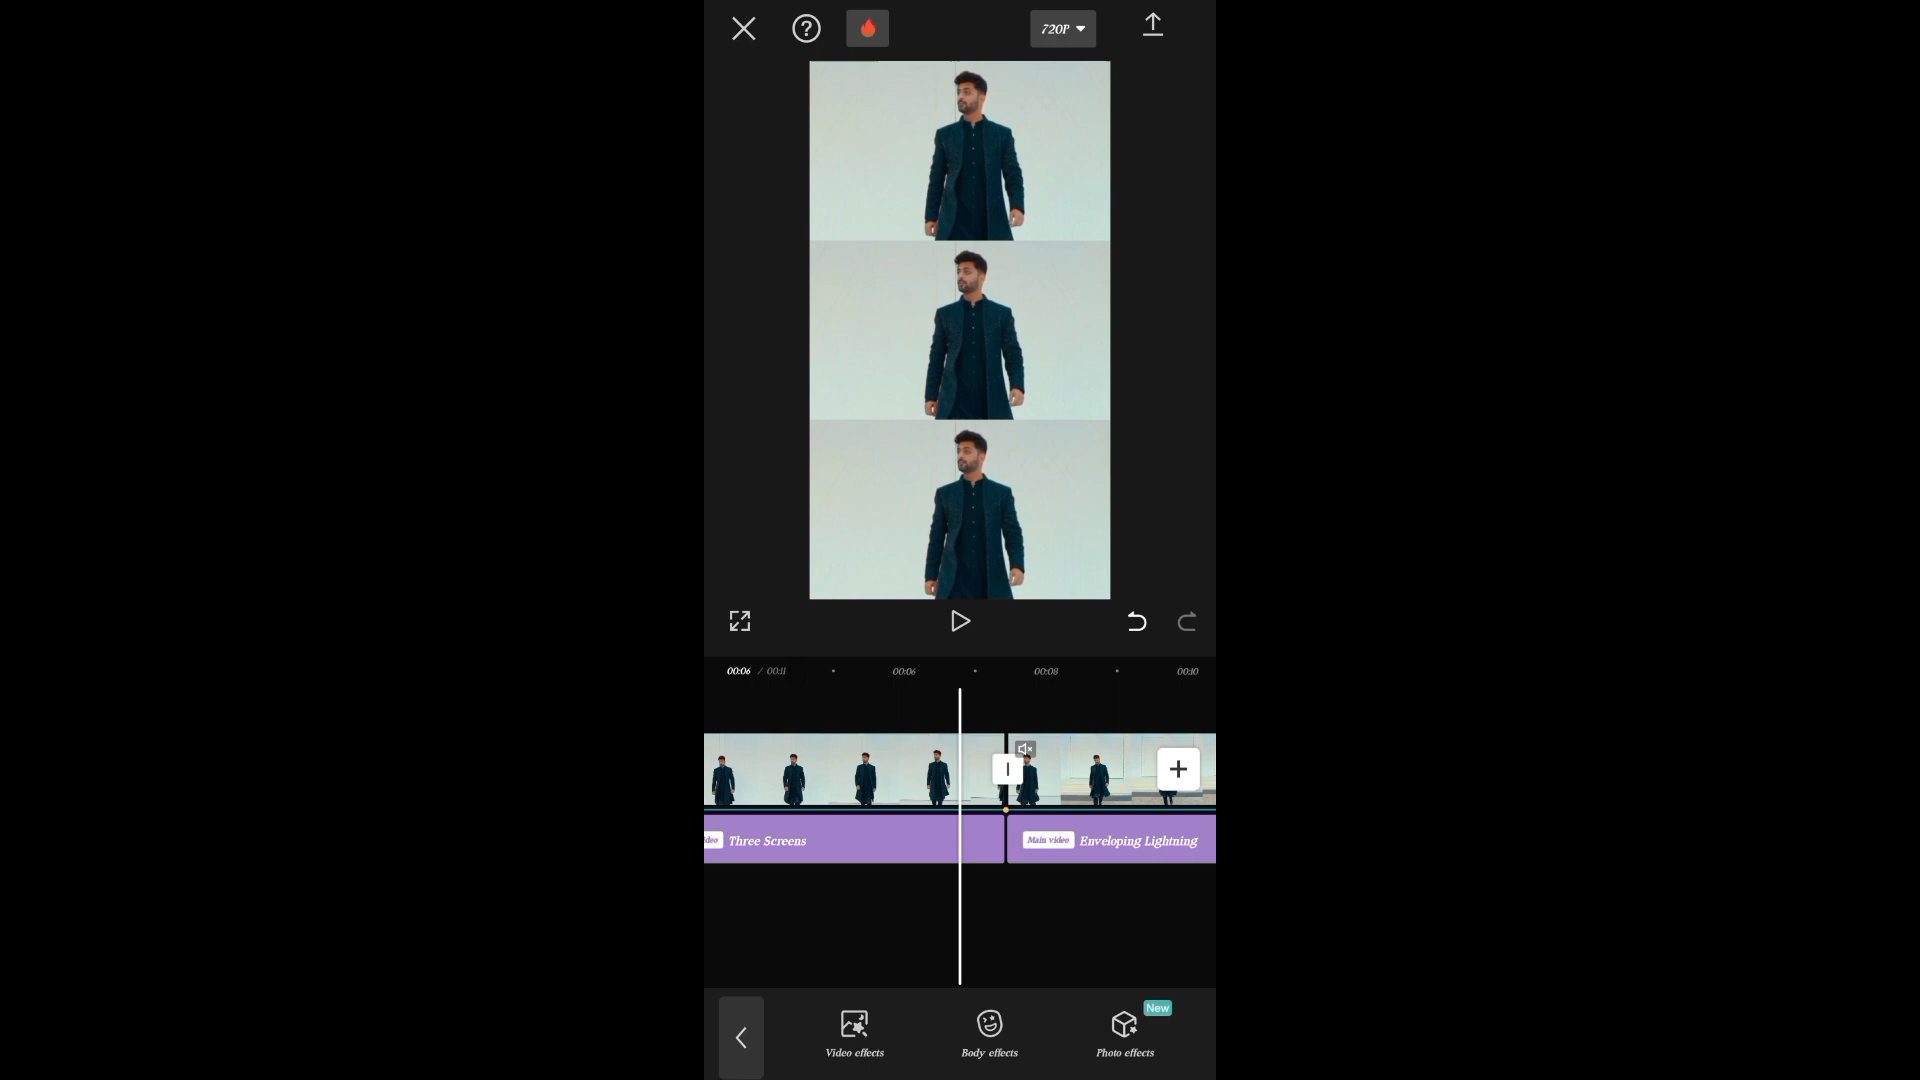 720P
00:06 / 00:11
00:06
00:08
00:10
Three Screens
Main video
Enveloping Lightning
New
Video effects
Body effects
Photo effects